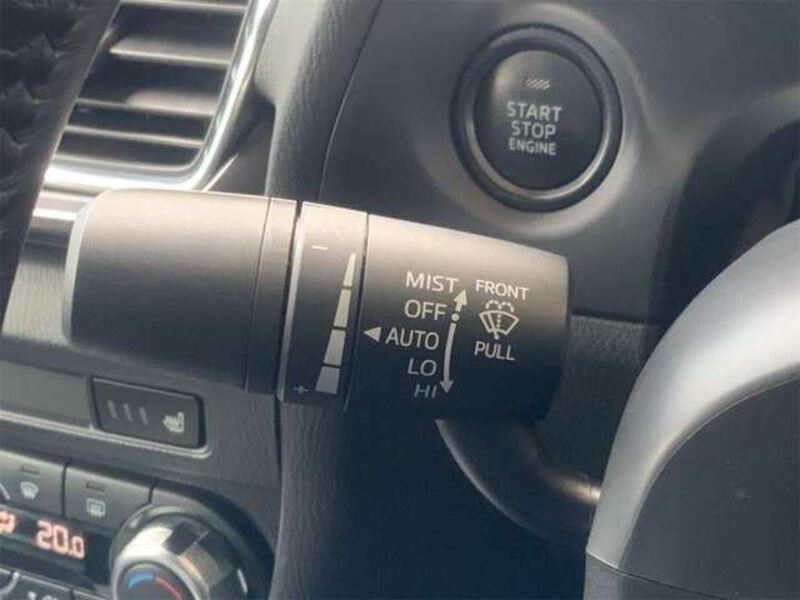 START
STOP
ENGINE
−
MIST FRONT
OFF
AUTO PULL
LO
HI
+
20.0